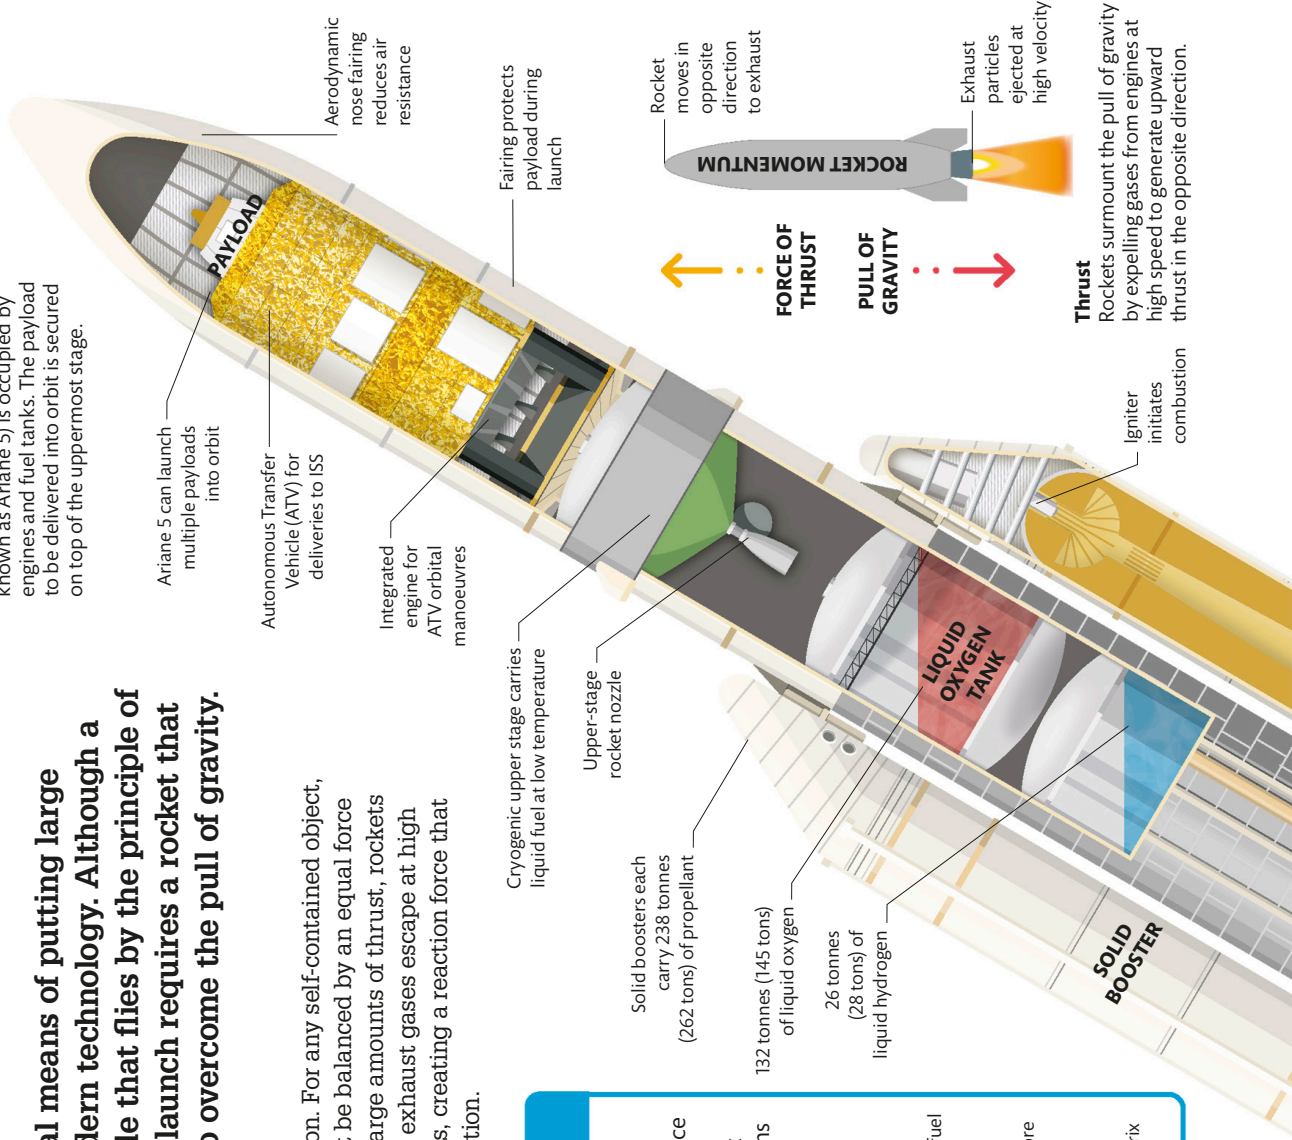 al means of putting large
dern technology. Although a
le that flies by the principle of
launch requires a rocket that
o overcome the pull of gravity.
on. For any self-contained object,
t be balanced by an equal force
arge amounts of thrust, rockets
exhaust gases escape at high
s, creating a reaction force that
tion.
known as Ariane 5) is occupied by
engines and fuel tanks. The payload
to be delivered into orbit is secured
on top of the uppermost stage.
Ariane 5 can launch
multiple payloads
into orbit
Autonomous Transfer
Vehicle (ATV) for
deliveries to ISS
Integrated
engine for
ATV orbital
manoeuvres
Cryogenic upper stage carries
liquid fuel at low temperature
Upper-stage
rocket nozzle
Solid boosters each
carry 238 tonnes
(262 tons) of propellant
132 tonnes (145 tons)
of liquid oxygen
26 tonnes
(28 tons) of
liquid hydrogen
PAYLOAD
LIQUID
OXYGEN
TANK
SOLID
BOOSTER
Aerodynamic
nose fairing
reduces air
resistance
Fairing protects
payload during
launch
Rocket
moves in
opposite
direction
to exhaust
ROCKET MOMENTUM
Exhaust
particles
ejected at
high velocity
FORCE OF
THRUST
PULL OF
GRAVITY
Thrust
Rockets surmount the pull of gravity
by expelling gases from engines at
high speed to generate upward
thrust in the opposite direction.
Igniter
initiates
combustion
ce
ns
Fuel
ore
rix